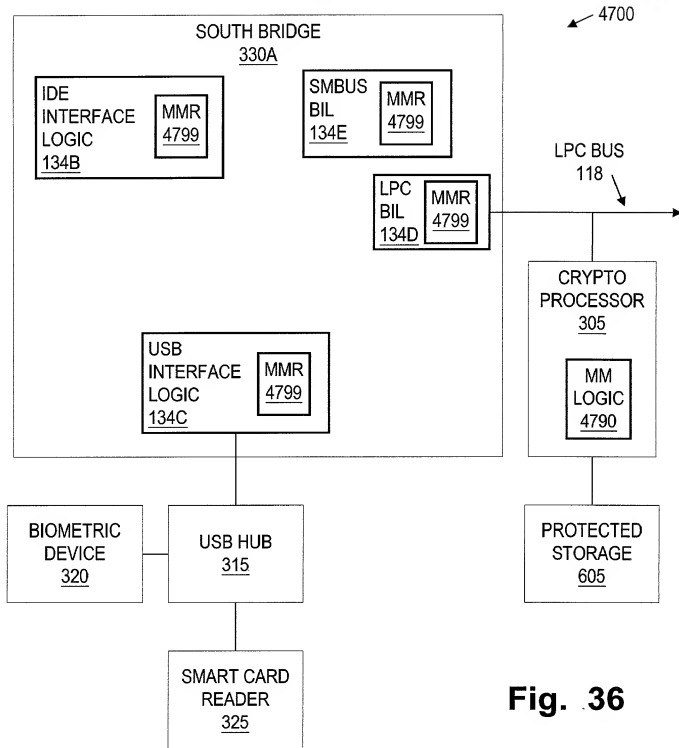 4700
SOUTH BRIDGE
330A
IDE
INTERFACE
LOGIC
134B
MMR
4799
SMBUS
BIL
134E
MMR
4799
LPC BUS
118
LPC
BIL
134D
MMR
4799
CRYPTO
PROCESSOR
305
MM
LOGIC
4790
USB
INTERFACE
LOGIC
134C
MMR
4799
BIOMETRIC
DEVICE
320
USB HUB
315
PROTECTED
STORAGE
605
SMART CARD
READER
325
Fig. 36